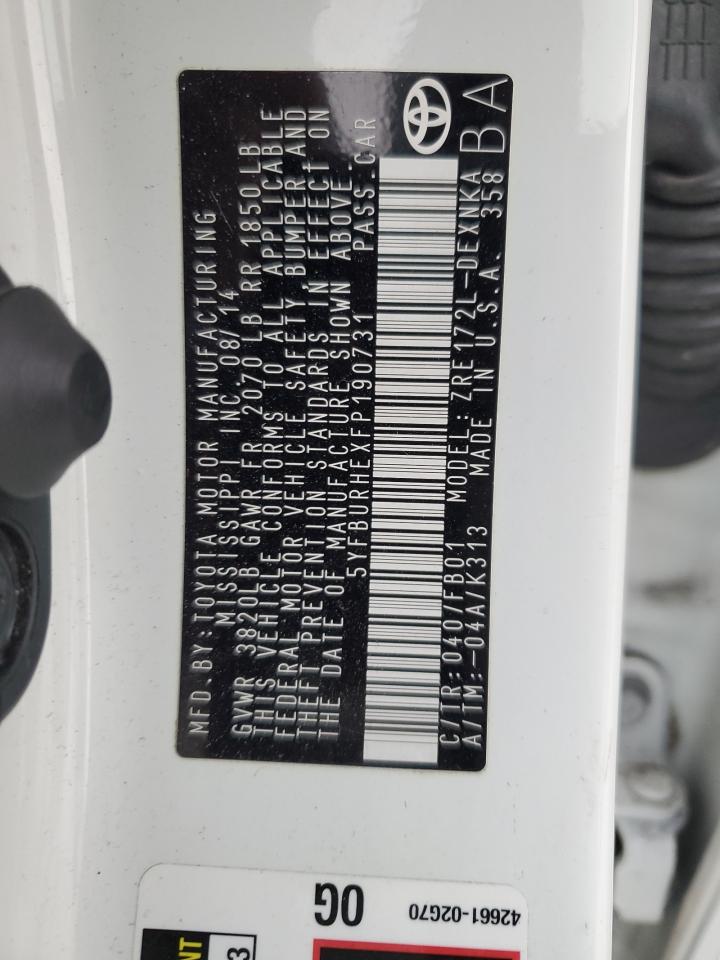 MFD.BY:TOYOTA MOTOR MANUFACTURING
MISSISSIPPI INC. 08/14
GVWR 3820LB GAWR FR 2070 LB RR 1850 LB
THIS VEHICLE CONFORMS TO ALL APPLICABLE
FEDERAL MOTOR VEHICLE SAFETY, BUMPER AND
THEFT PREVENTION STANDARDS IN EFFECT ON
THE DATE OF MANUFACTURE SHOWN ABOVE
5YFBURHEXFP190731 PASS.CAR
C/TR:040/FB01 MODEL: ZRE172L-DEXNKA
A/TM:-04A/K313 MADE IN U.S.A. 358
BA
42661-02G70
0G